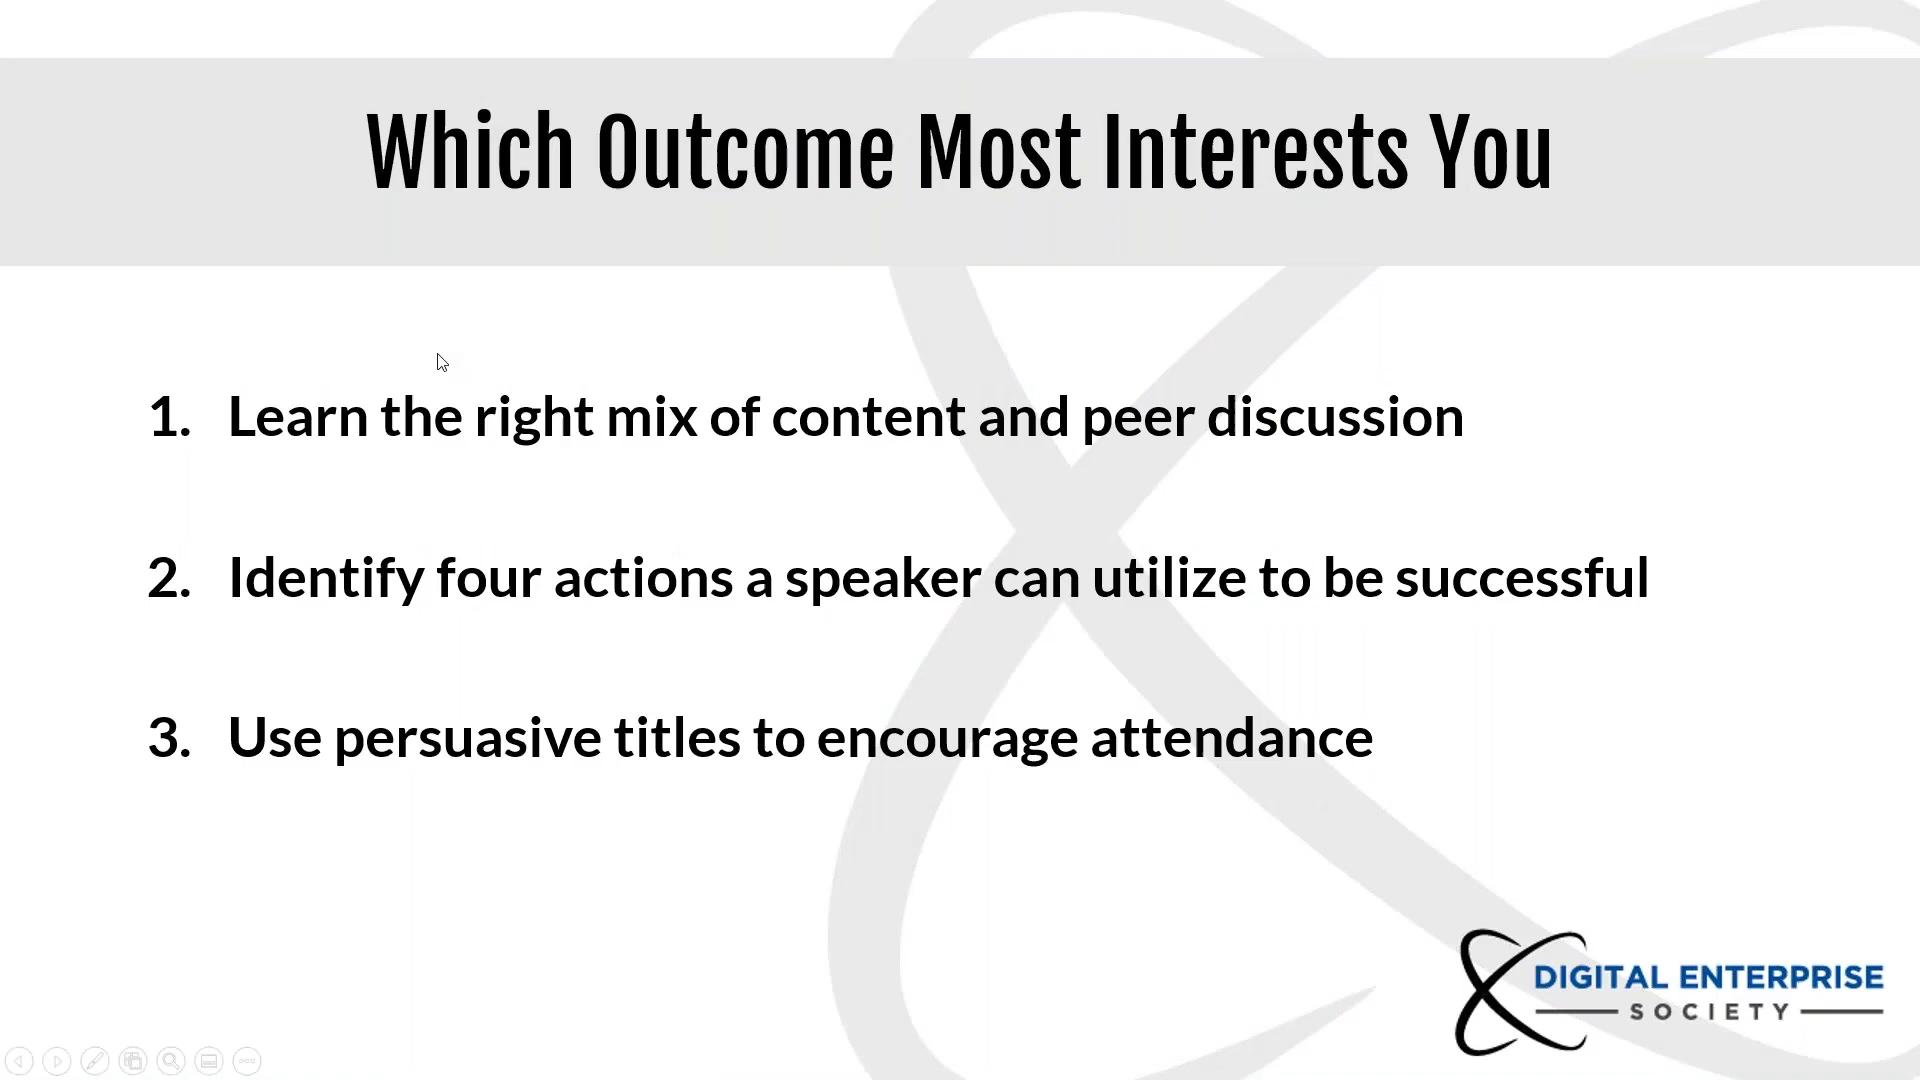 Which Outcome Most Interests You
1. Learn the right mix of content and peer discussion
2. Identify four actions a speaker can utilize to be successful
3. Use persuasive titles to encourage attendance
DIGITAL ENTERPRISE
SOCIETY